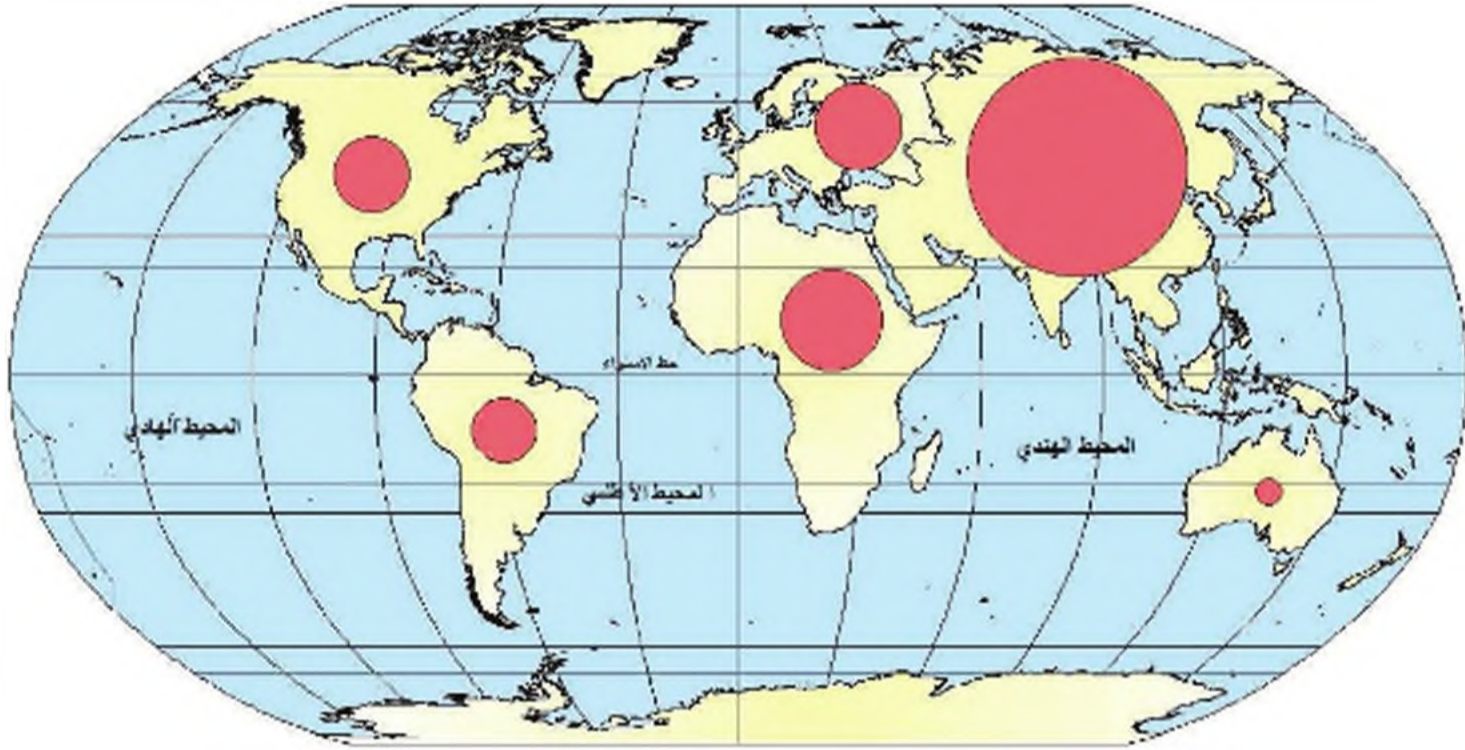 خط الاستواء
المحيط الهادي
المحيط الهندي
المحيط الأطلسي